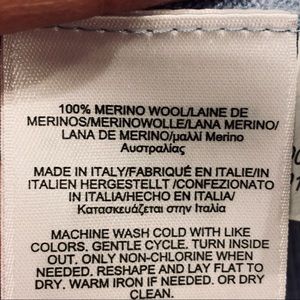 100% MERINO WOOL/LAINE DE
MERINOS/MERINOWOLLE/LANA MERINO/
LANA DE MERINO/μαλλί Merino
Αυστραλίας
MADE IN ITALY/FABRIQUÉ EN ITALIE/IN
ITALIEN HERGESTELLT /CONFEZIONATO
IN ITALIA/HECHO EN ITALIA/
Κατασκευάζεται στην Ιταλία
MACHINE WASH COLD WITH LIKE
COLORS. GENTLE CYCLE. TURN INSIDE
OUT. ONLY NON-CHLORINE WHEN
NEEDED. RESHAPE AND LAY FLAT TO
DRY. WARM IRON IF NEEDED. OR DRY
CLEAN.